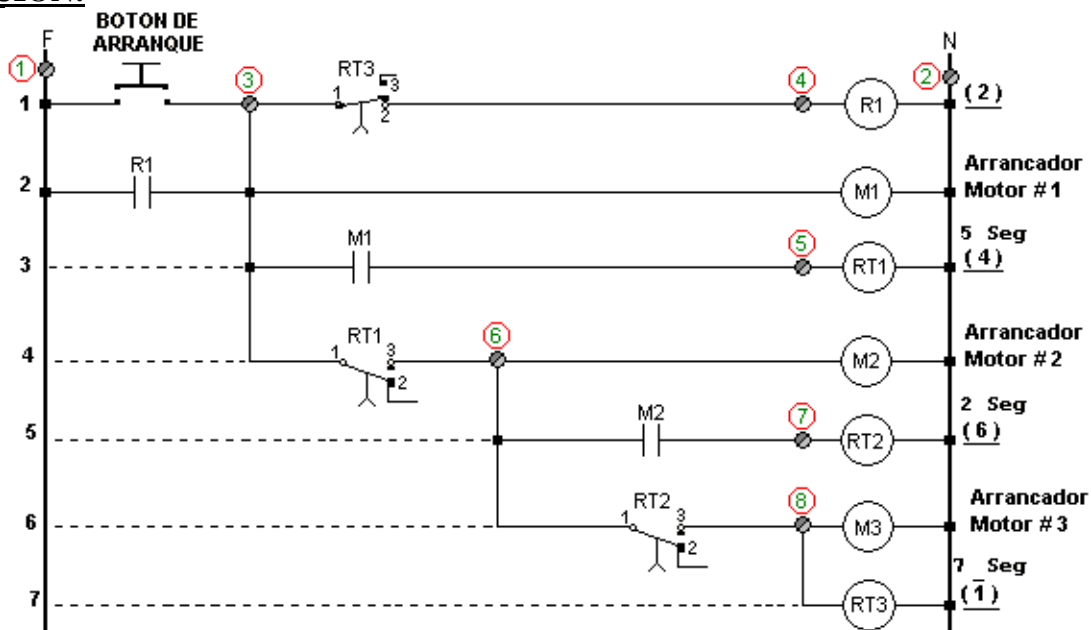 BOTON DE
ARRANQUE
F
N
1
3
RT3
1
3
2
4
2
1
R1
(2)
R1
2
M1
Arrancador
Motor #1
M1
5
3
RT1
5 Seg
(4)
RT1
1
3
2
6
4
M2
Arrancador
Motor #2
M2
7
5
RT2
2 Seg
(6)
RT2
1
3
2
8
6
M3
Arrancador
Motor #3
7
RT3
7 Seg
(1̅)